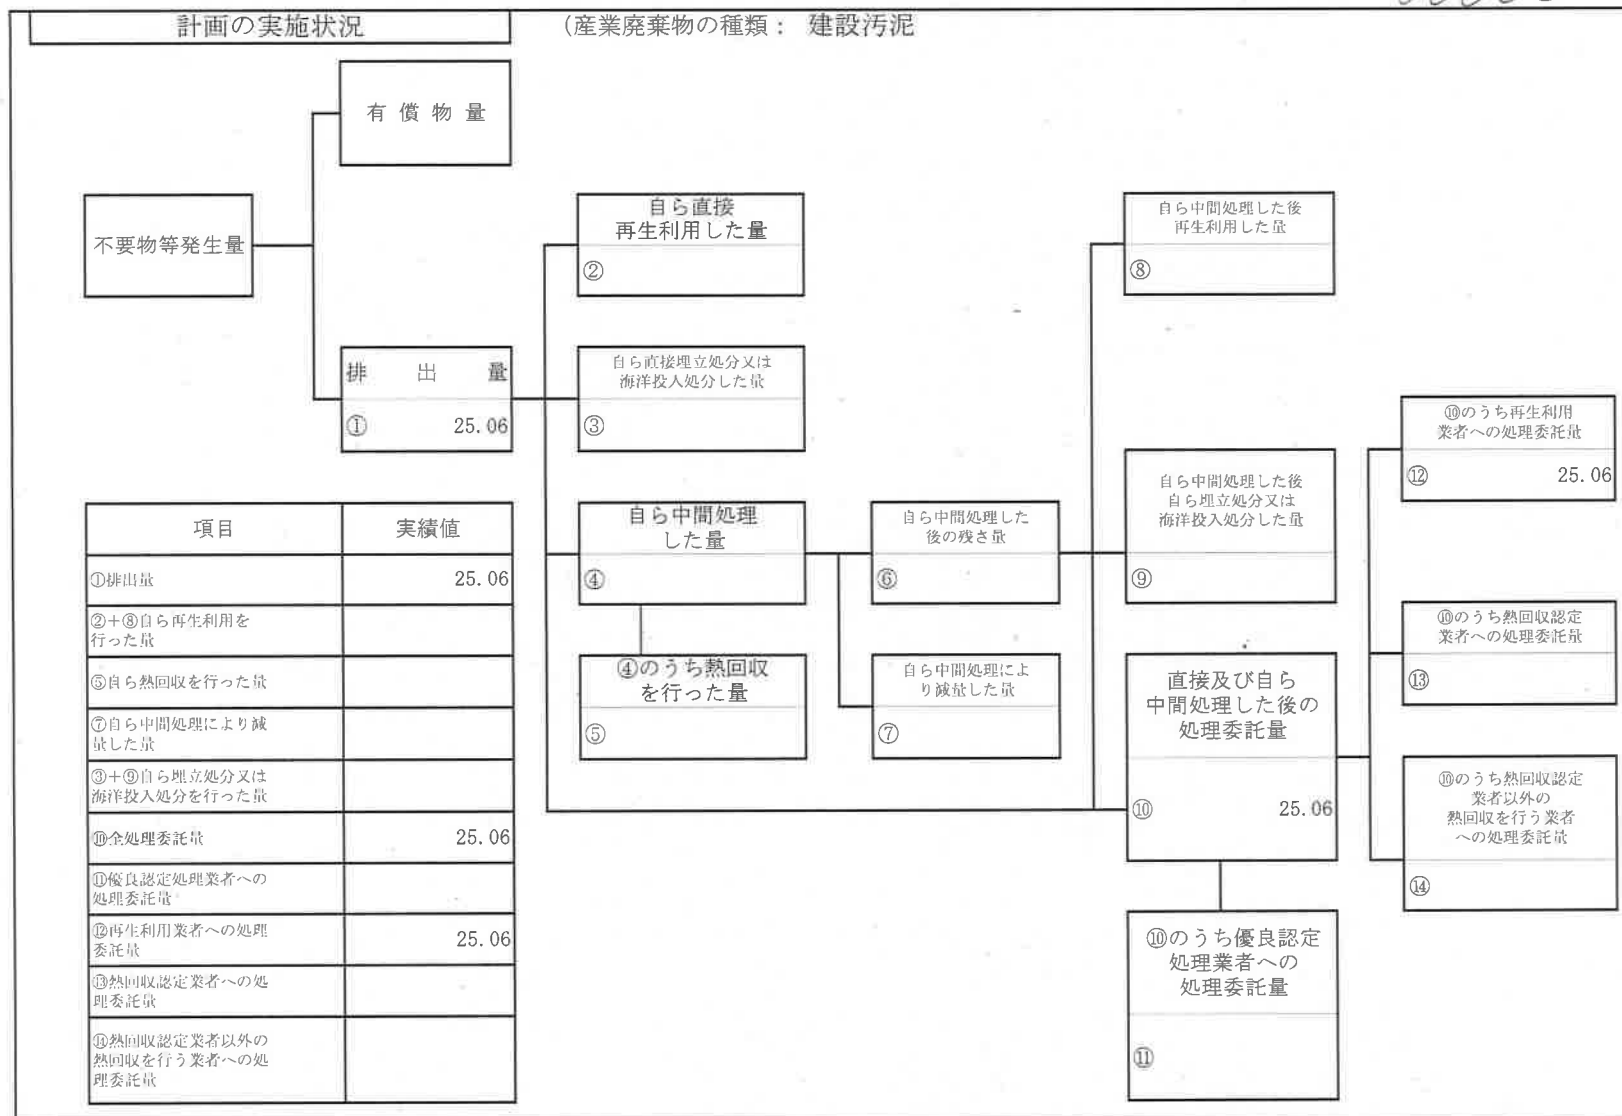 計画の実施状況
(産業廃棄物の種類： 建設汚泥
有償物量
不要物等発生量
排出量
① 25.06
自ら直接
再生利用した量
②
自ら直接埋立処分又は
海洋投入処分した量
③
自ら中間処理
した量
④
④のうち熱回収
を行った量
⑤
自ら中間処理した
後の残さ量
⑥
自ら中間処理によ
り減量した量
⑦
自ら中間処理した後
再生利用した量
⑧
自ら中間処理した後
自ら埋立処分又は
海洋投入処分した量
⑨
直接及び自ら
中間処理した後の
処理委託量
⑩ 25.06
⑩のうち優良認定
処理業者への
処理委託量
⑪
⑩のうち再生利用
業者への処理委託量
⑫ 25.06
⑩のうち熱回収認定
業者への処理委託量
⑬
⑩のうち熱回収認定
業者以外の
熱回収を行う業者
への処理委託量
⑭
項目 実績値
①排出量 25.06
②+⑧自ら再生利用を
行った量
⑤自ら熱回収を行った量
⑦自ら中間処理により減
量した量
③+⑨自ら埋立処分又は
海洋投入処分を行った量
⑩全処理委託量 25.06
⑪優良認定処理業者への
処理委託量
⑫再生利用業者への処理
委託量 25.06
⑬熱回収認定業者への処
理委託量
⑭熱回収認定業者以外の
熱回収を行う業者への処
理委託量